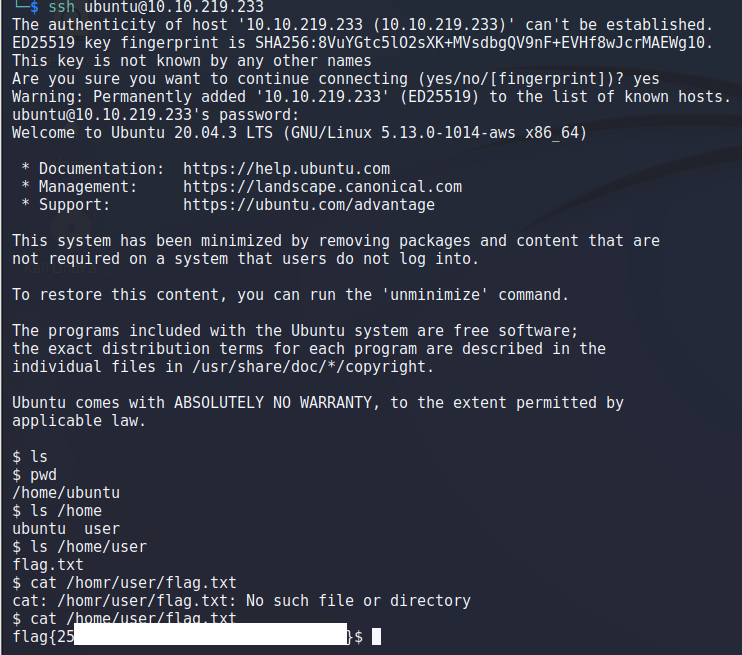 └─$ ssh ubuntu@10.10.219.233
The authenticity of host '10.10.219.233 (10.10.219.233)' can't be established.
ED25519 key fingerprint is SHA256:8VuYGtc5lO2sXK+MVsdbgQV9nF+EVHf8wJcrMAEWg10.
This key is not known by any other names
Are you sure you want to continue connecting (yes/no/[fingerprint])? yes
Warning: Permanently added '10.10.219.233' (ED25519) to the list of known hosts.
ubuntu@10.10.219.233's password:
Welcome to Ubuntu 20.04.3 LTS (GNU/Linux 5.13.0-1014-aws x86_64)
* Documentation:  https://help.ubuntu.com
* Management:     https://landscape.canonical.com
* Support:        https://ubuntu.com/advantage
This system has been minimized by removing packages and content that are
not required on a system that users do not log into.
To restore this content, you can run the 'unminimize' command.
The programs included with the Ubuntu system are free software;
the exact distribution terms for each program are described in the
individual files in /usr/share/doc/*/copyright.
Ubuntu comes with ABSOLUTELY NO WARRANTY, to the extent permitted by
applicable law.
$ ls
$ pwd
/home/ubuntu
$ ls /home
ubuntu  user
$ ls /home/user
flag.txt
$ cat /homr/user/flag.txt
cat: /homr/user/flag.txt: No such file or directory
$ cat /home/user/flag.txt
flag{25 }$